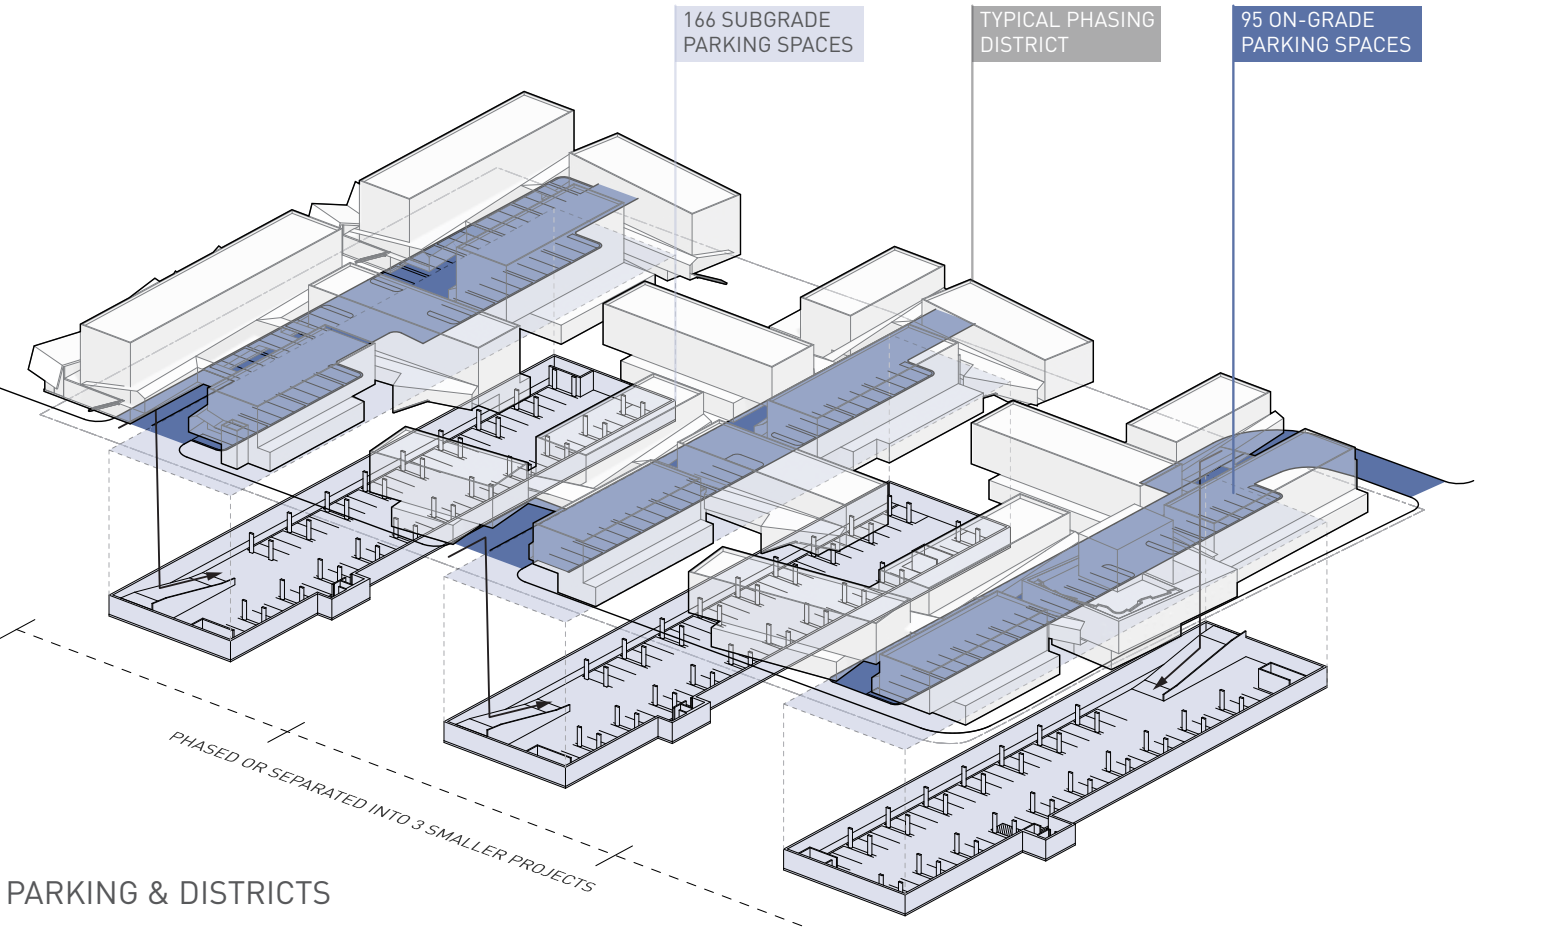 166 SUBGRADE
PARKING SPACES
TYPICAL PHASING
DISTRICT
95 ON-GRADE
PARKING SPACES
PHASED OR SEPARATED INTO 3 SMALLER PROJECTS
PARKING & DISTRICTS